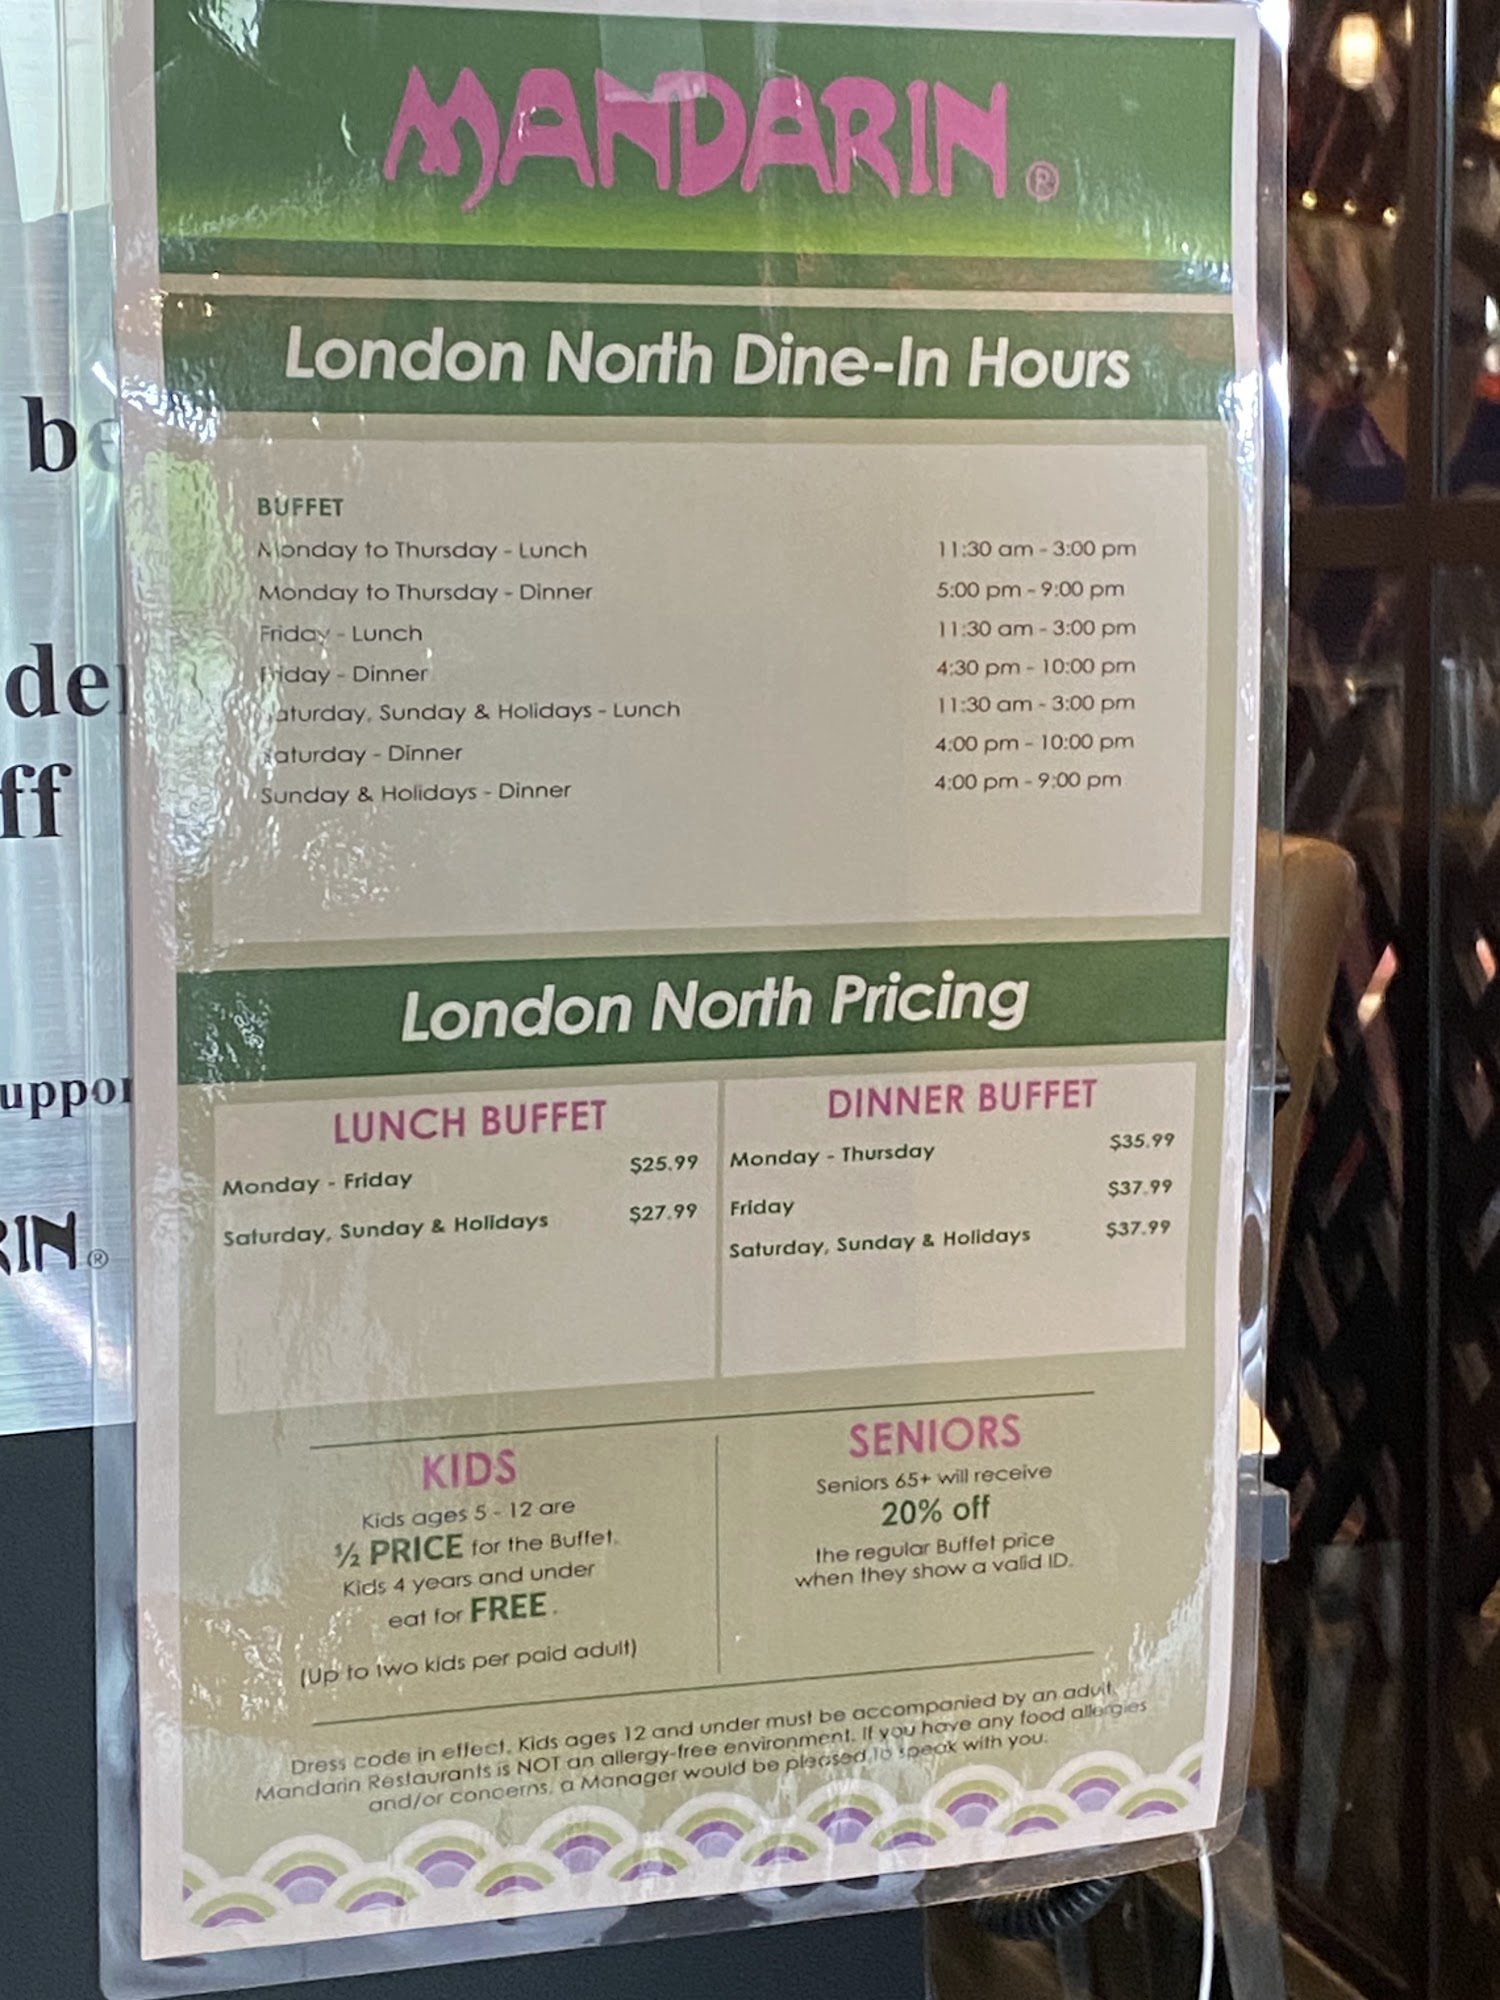 MANDARIN®
London North Dine-In Hours
BUFFET
Monday to Thursday - Lunch 11:30 am - 3:00 pm
Monday to Thursday - Dinner 5:00 pm - 9:00 pm
Friday - Lunch 11:30 am - 3:00 pm
Friday - Dinner 4:30 pm - 10:00 pm
Saturday, Sunday & Holidays - Lunch 11:30 am - 3:00 pm
Saturday - Dinner 4:00 pm - 10:00 pm
Sunday & Holidays - Dinner 4:00 pm - 9:00 pm
London North Pricing
LUNCH BUFFET
Monday - Friday $25.99
Saturday, Sunday & Holidays $27.99
DINNER BUFFET
Monday - Thursday $35.99
Friday $37.99
Saturday, Sunday & Holidays $37.99
KIDS
Kids ages 5 - 12 are
½ PRICE for the Buffet.
Kids 4 years and under
eat for FREE.
(Up to two kids per paid adult)
SENIORS
Seniors 65+ will receive
20% off
the regular Buffet price
when they show a valid ID.
Dress code in effect. Kids ages 12 and under must be accompanied by an adult.
Mandarin Restaurants is NOT an allergy-free environment. If you have any food allergies
and/or concerns, a Manager would be pleased to speak with you.